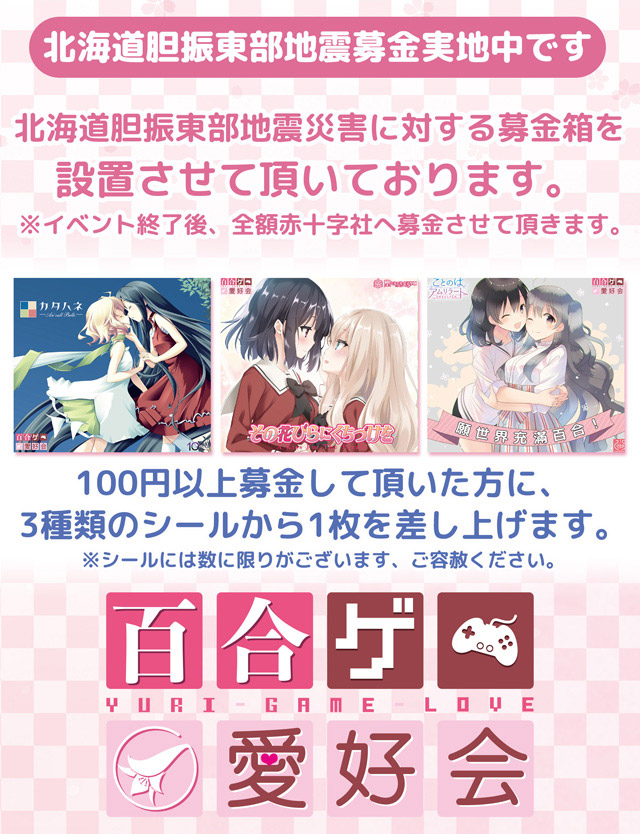 北海道胆振東部地震募金実地中です
北海道胆振東部地震災害に対する募金箱を
設置させて頂いております。
※イベント終了後、全額赤十字社へ募金させて頂きます。
カタハネ
百合ゲ
愛好会
その花びらにくちづけを
百合ゲ
愛好会
ことのは
アムリラート
百合ゲ
愛好会
願世界充滿百合！
100円以上募金して頂いた方に、
3種類のシールから1枚を差し上げます。
※シールには数に限りがございます、ご容赦ください。
百合ゲ
YURI-GAME-LOVE
愛好会